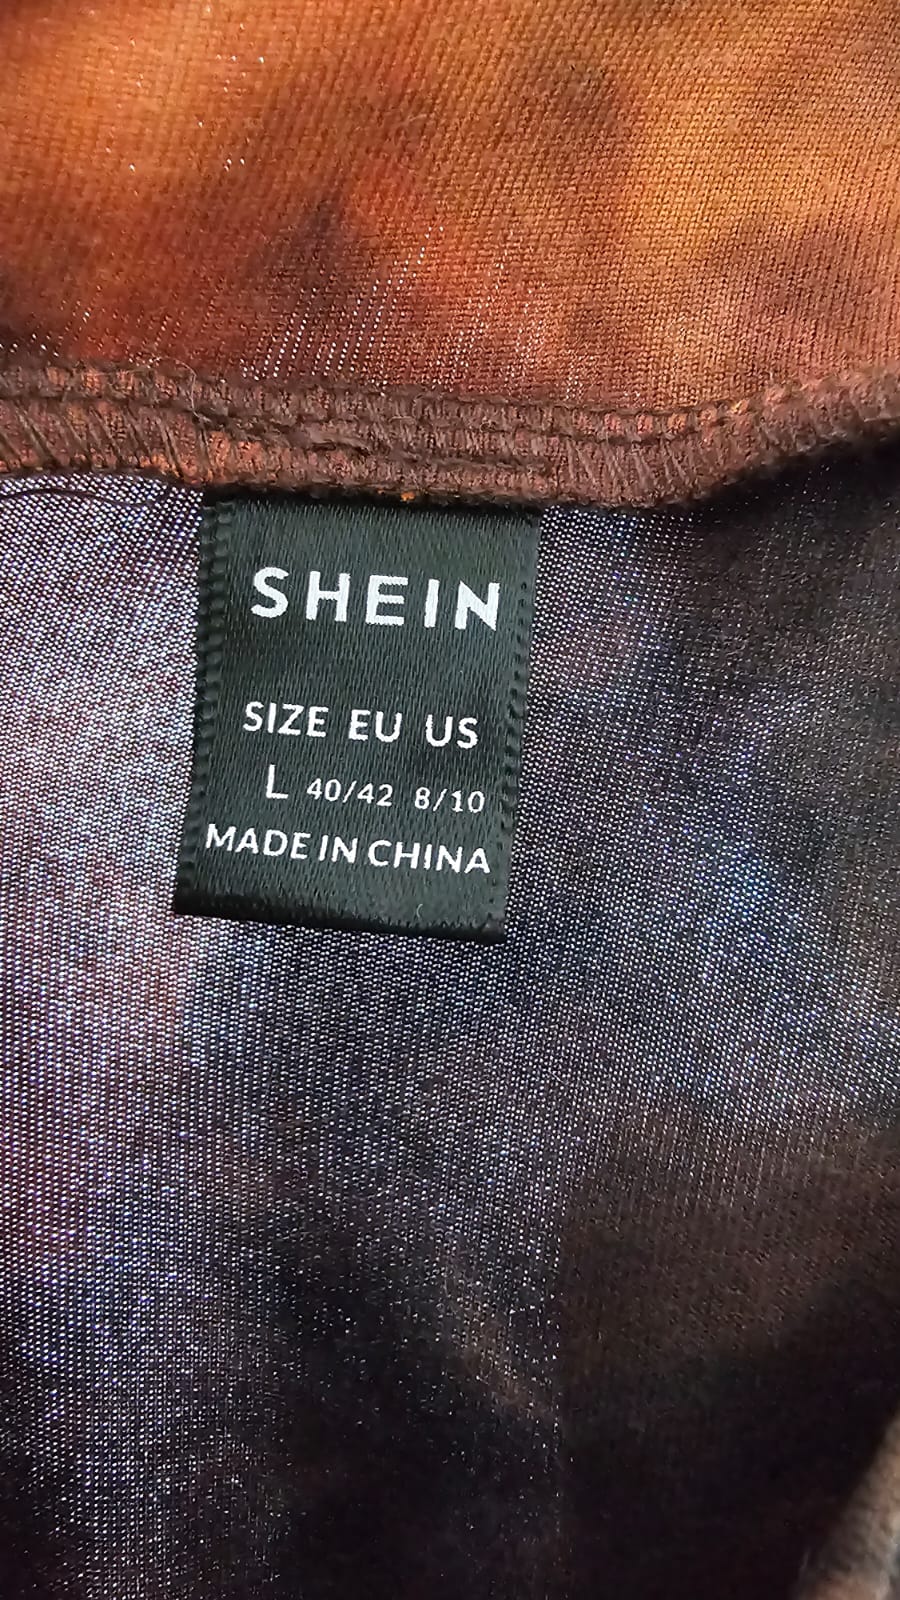 SHEIN
SIZE EU US
L 40/42 8/10
MADE IN CHINA